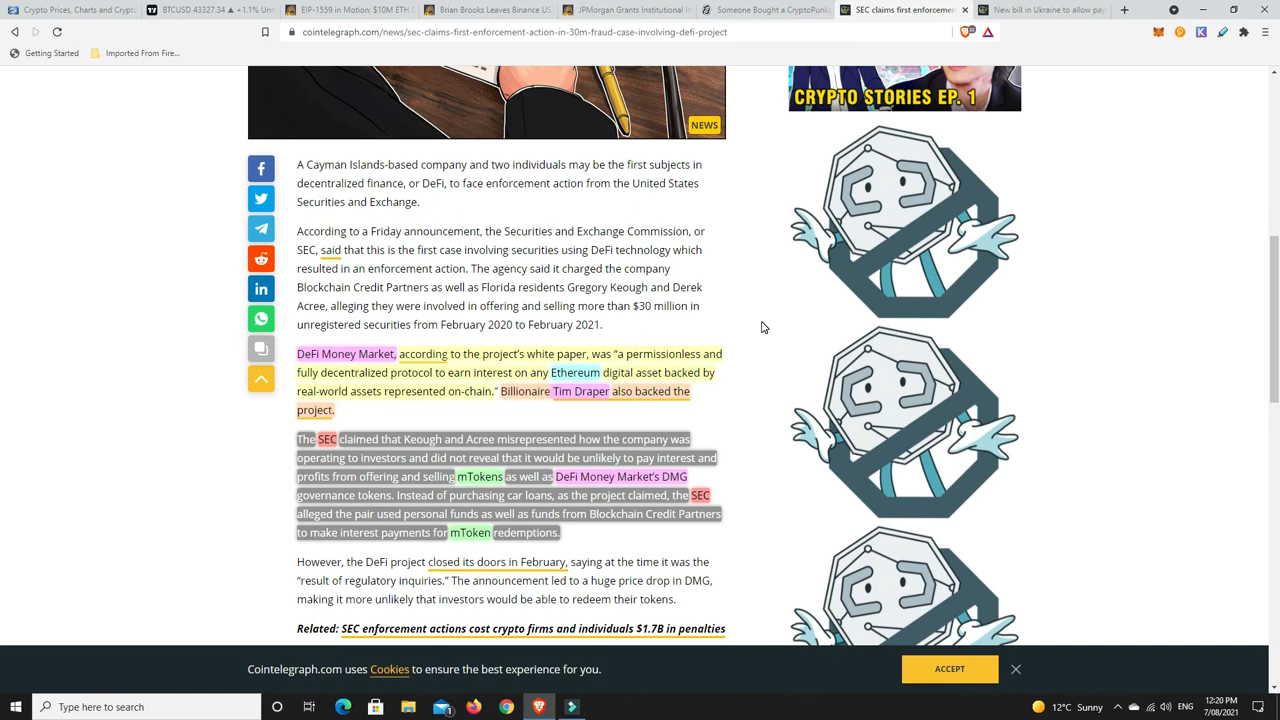 Crypto Prices, Charts and Crypto
BTCUSD 43327.34 ▲ +1.1% Unn
EIP-1559 in Motion: $10M ETH D
Brian Brooks Leaves Binance US
JPMorgan Grants Institutional In
Someone Bought a CryptoPunk
SEC claims first enforcemen
New bill in Ukraine to allow pay
cointelegraph.com/news/sec-claims-first-enforcement-action-in-30m-fraud-case-involving-defi-project
Getting Started
Imported From Fire...
CRYPTO STORIES EP. 1
NEWS
A Cayman Islands-based company and two individuals may be the first subjects in
decentralized finance, or DeFi, to face enforcement action from the United States
Securities and Exchange.
According to a Friday announcement, the Securities and Exchange Commission, or
SEC, said that this is the first case involving securities using DeFi technology which
resulted in an enforcement action. The agency said it charged the company
Blockchain Credit Partners as well as Florida residents Gregory Keough and Derek
Acree, alleging they were involved in offering and selling more than $30 million in
unregistered securities from February 2020 to February 2021.
DeFi Money Market, according to the project's white paper, was “a permissionless and
fully decentralized protocol to earn interest on any Ethereum digital asset backed by
real-world assets represented on-chain.” Billionaire Tim Draper also backed the
project.
The SEC claimed that Keough and Acree misrepresented how the company was
operating to investors and did not reveal that it would be unlikely to pay interest and
profits from offering and selling mTokens as well as DeFi Money Market's DMG
governance tokens. Instead of purchasing car loans, as the project claimed, the SEC
alleged the pair used personal funds as well as funds from Blockchain Credit Partners
to make interest payments for mToken redemptions.
However, the DeFi project closed its doors in February, saying at the time it was the
“result of regulatory inquiries.” The announcement led to a huge price drop in DMG,
making it more unlikely that investors would be able to redeem their tokens.
Related: SEC enforcement actions cost crypto firms and individuals $1.7B in penalties
Cointelegraph.com uses Cookies to ensure the best experience for you.
ACCEPT
Type here to search
12°C Sunny
ENG
12:20 PM
7/08/2021